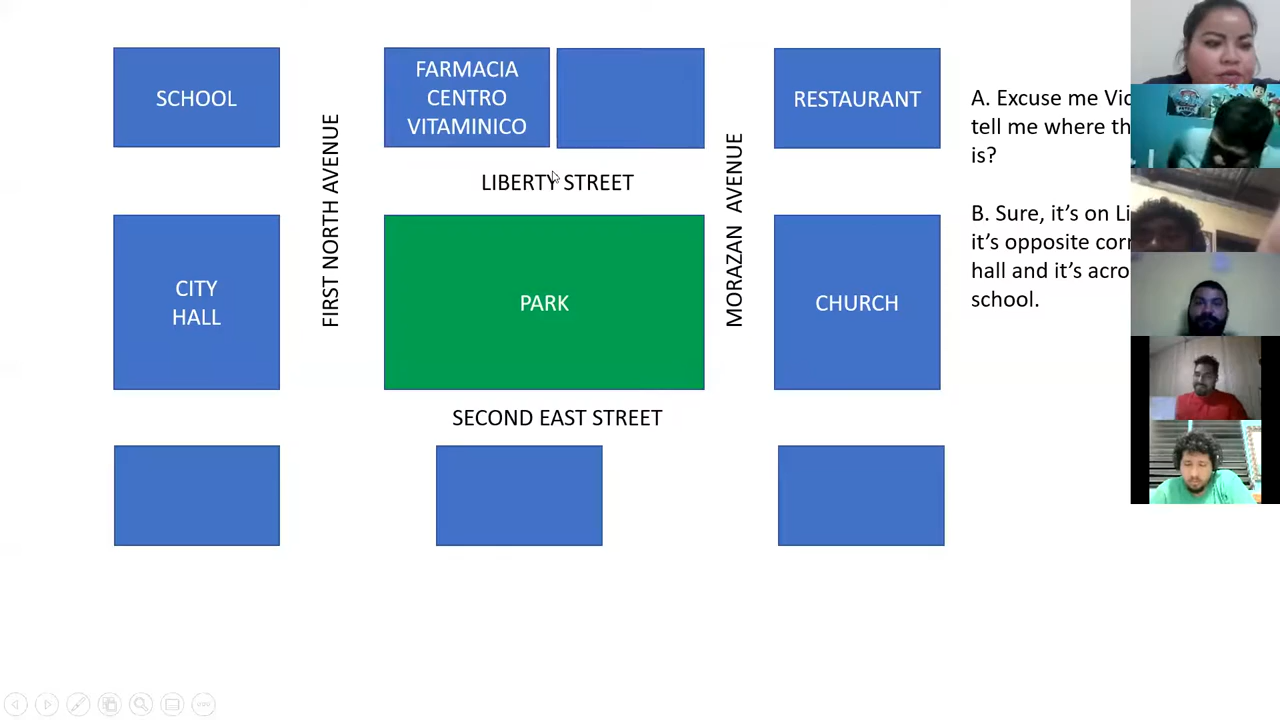 SCHOOL
FARMACIA
CENTRO
VITAMINICO
RESTAURANT
FIRST NORTH AVENUE
LIBERTY STREET
MORAZAN AVENUE
CITY
HALL
PARK
CHURCH
SECOND EAST STREET
A. Excuse me
tell me where
is?
B. Sure, it’s on
it’s opposite
hall and it’s
school.